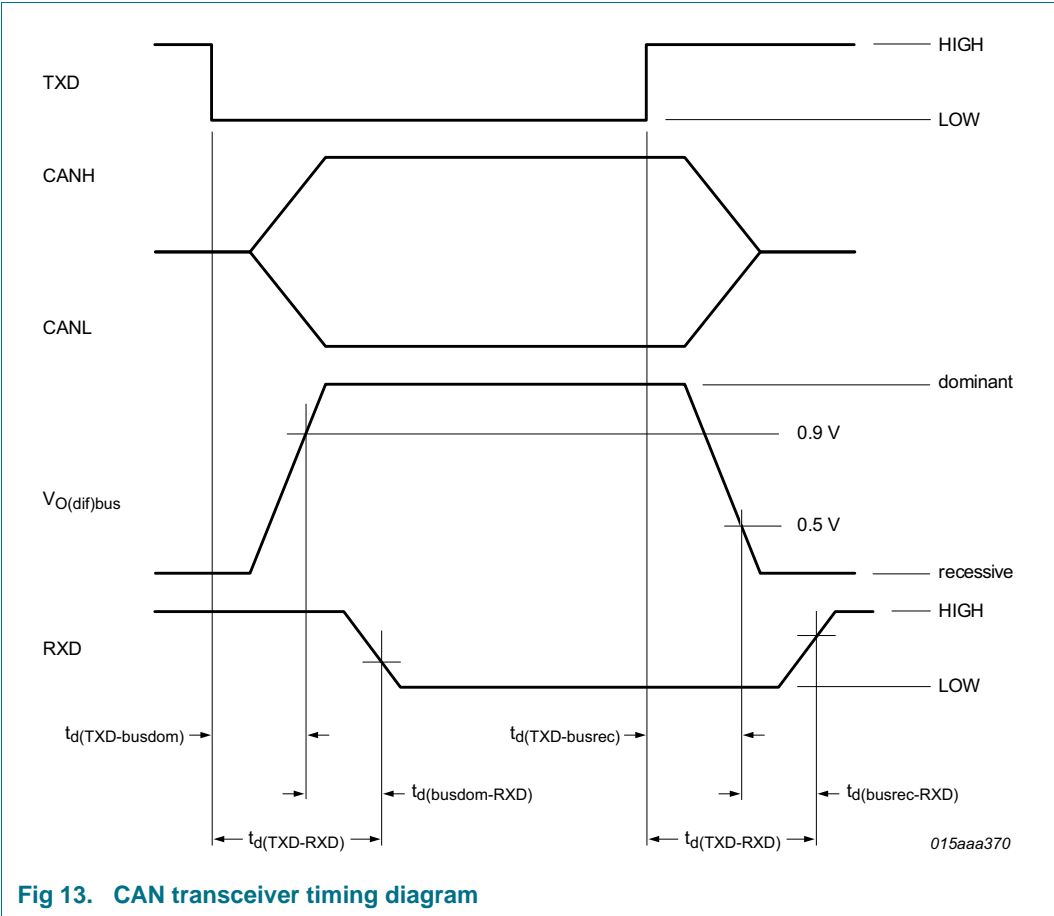 TXD
HIGH
LOW
CANH
CANL
dominant
0.9 V
VO(dif)bus
0.5 V
recessive
HIGH
RXD
LOW
td(TXD-busdom)
td(TXD-busrec)
td(busdom-RXD)
td(busrec-RXD)
td(TXD-RXD)
td(TXD-RXD)
015aaa370
Fig 13. CAN transceiver timing diagram